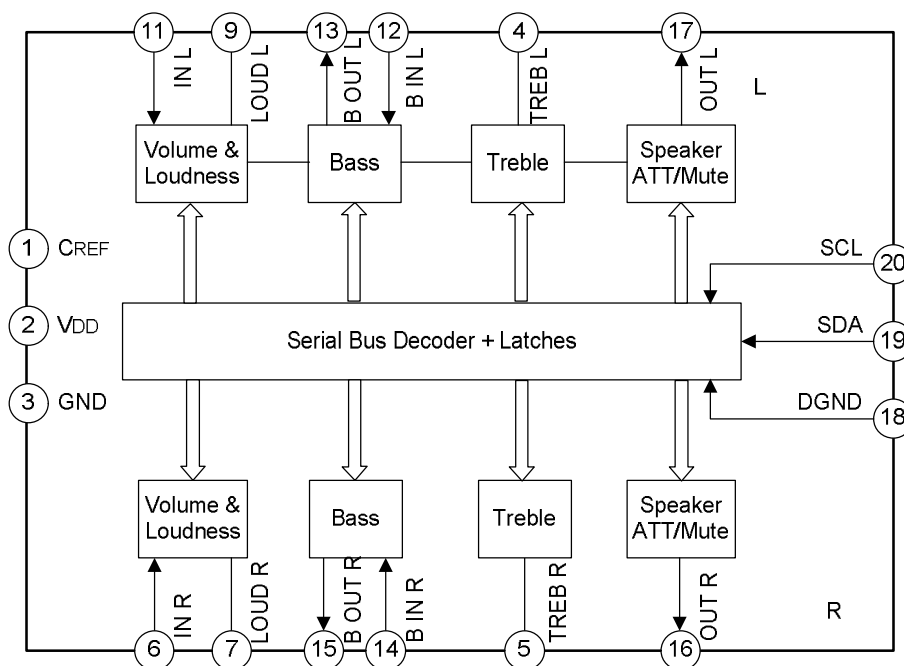 11 9 13 12 4 17
IN L
LOUD L
B OUT L
B IN L
TREB L
OUT L
L
Volume &
Loudness
Bass
Treble
Speaker
ATT/Mute
1 CREF
2 VDD
3 GND
SCL 20
SDA 19
DGND 18
Serial Bus Decoder + Latches
Volume &
Loudness
Bass
Treble
Speaker
ATT/Mute
IN R
LOUD R
B OUT R
B IN R
TREB R
OUT R
R
6 7 15 14 5 16